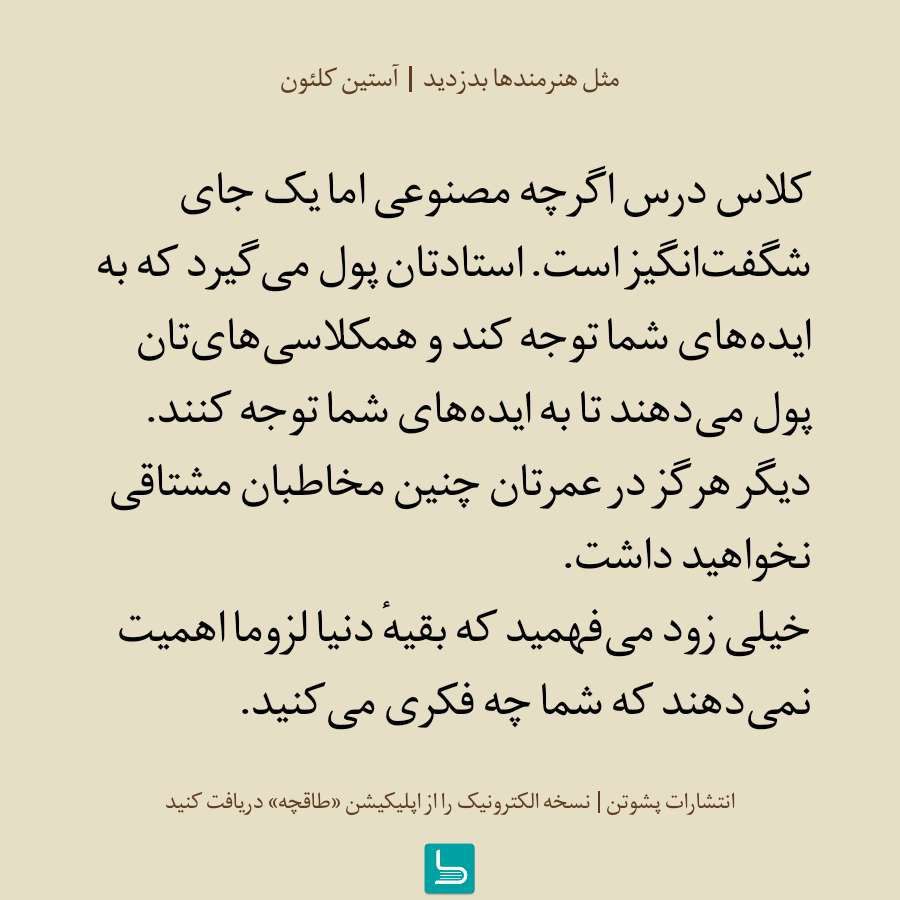 مثل هنرمندها بدزدید | آستین کلئون
کلاس درس اگرچه مصنوعی اما یک جای
شگفت‌انگیز است. استادتان پول می‌گیرد که به
ایده‌های شما توجه کند و همکلاسی‌های‌تان
پول می‌دهند تا به ایده‌های شما توجه کنند.
دیگر هرگز در عمرتان چنین مخاطبان مشتاقی
نخواهید داشت.
خیلی زود می‌فهمید که بقیهٔ دنیا لزوما اهمیت
نمی‌دهند که شما چه فکری می‌کنید.
انتشارات پشوتن | نسخه الکترونیک را از اپلیکیشن «طاقچه» دریافت کنید